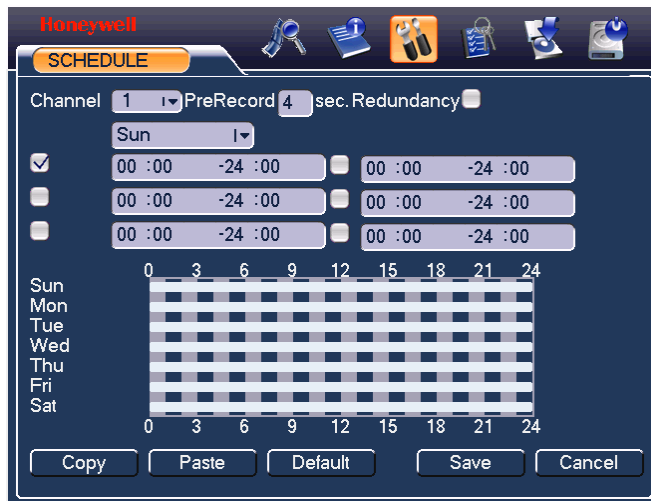 Honeywell
SCHEDULE
Channel 1 PreRecord 4 sec. Redundancy
Sun
00 :00 -24 :00 00 :00 -24 :00
00 :00 -24 :00 00 :00 -24 :00
00 :00 -24 :00 00 :00 -24 :00
0 3 6 9 12 15 18 21 24
Sun
Mon
Tue
Wed
Thu
Fri
Sat
0 3 6 9 12 15 18 21 24
Copy Paste Default Save Cancel